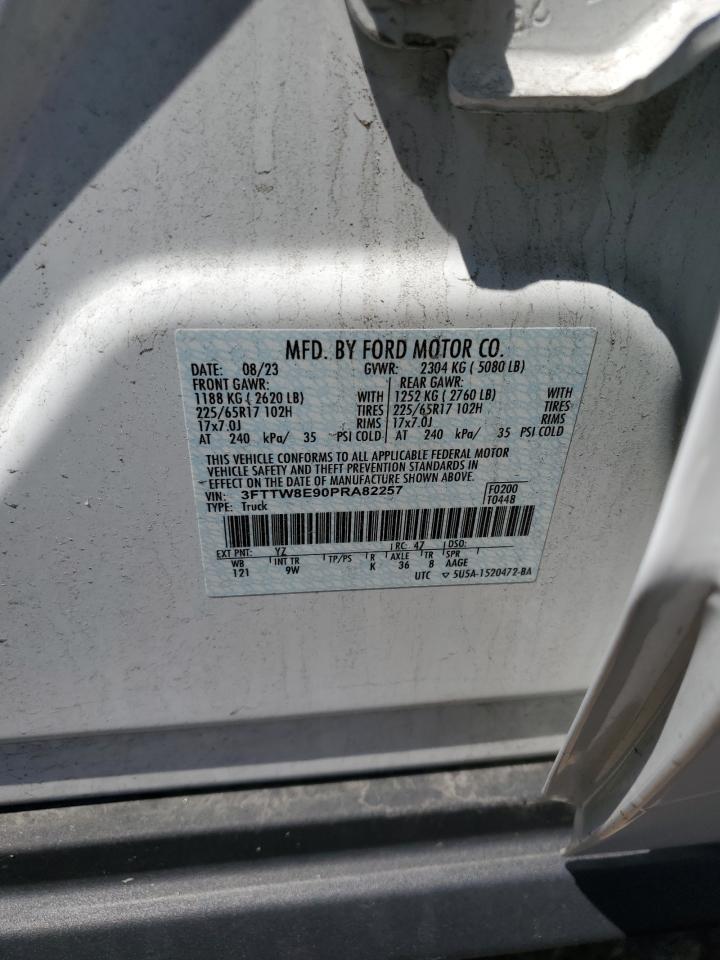 MFD. BY FORD MOTOR CO.
DATE: 08/23 GVWR: 2304 KG ( 5080 LB)
FRONT GAWR: REAR GAWR:
1188 KG ( 2620 LB) WITH 1252 KG ( 2760 LB) WITH
225/65R17 102H TIRES 225/65R17 102H TIRES
17x7.0J RIMS 17x7.0J RIMS
AT 240 kPa/ 35 PSI COLD AT 240 kPa/ 35 PSI COLD
THIS VEHICLE CONFORMS TO ALL APPLICABLE FEDERAL MOTOR
VEHICLE SAFETY AND THEFT PREVENTION STANDARDS IN
EFFECT ON THE DATE OF MANUFACTURE SHOWN ABOVE.
VIN: 3FTTW8E90PRA82257 F0200
TYPE: Truck T0448
EXT PNT: YZ RC: 47 DSO:
WB INT TR TP/PS R AXLE TR SPR
121 9W K 36 8 AAGE
UTC ▽ 5U5A-1520472-BA